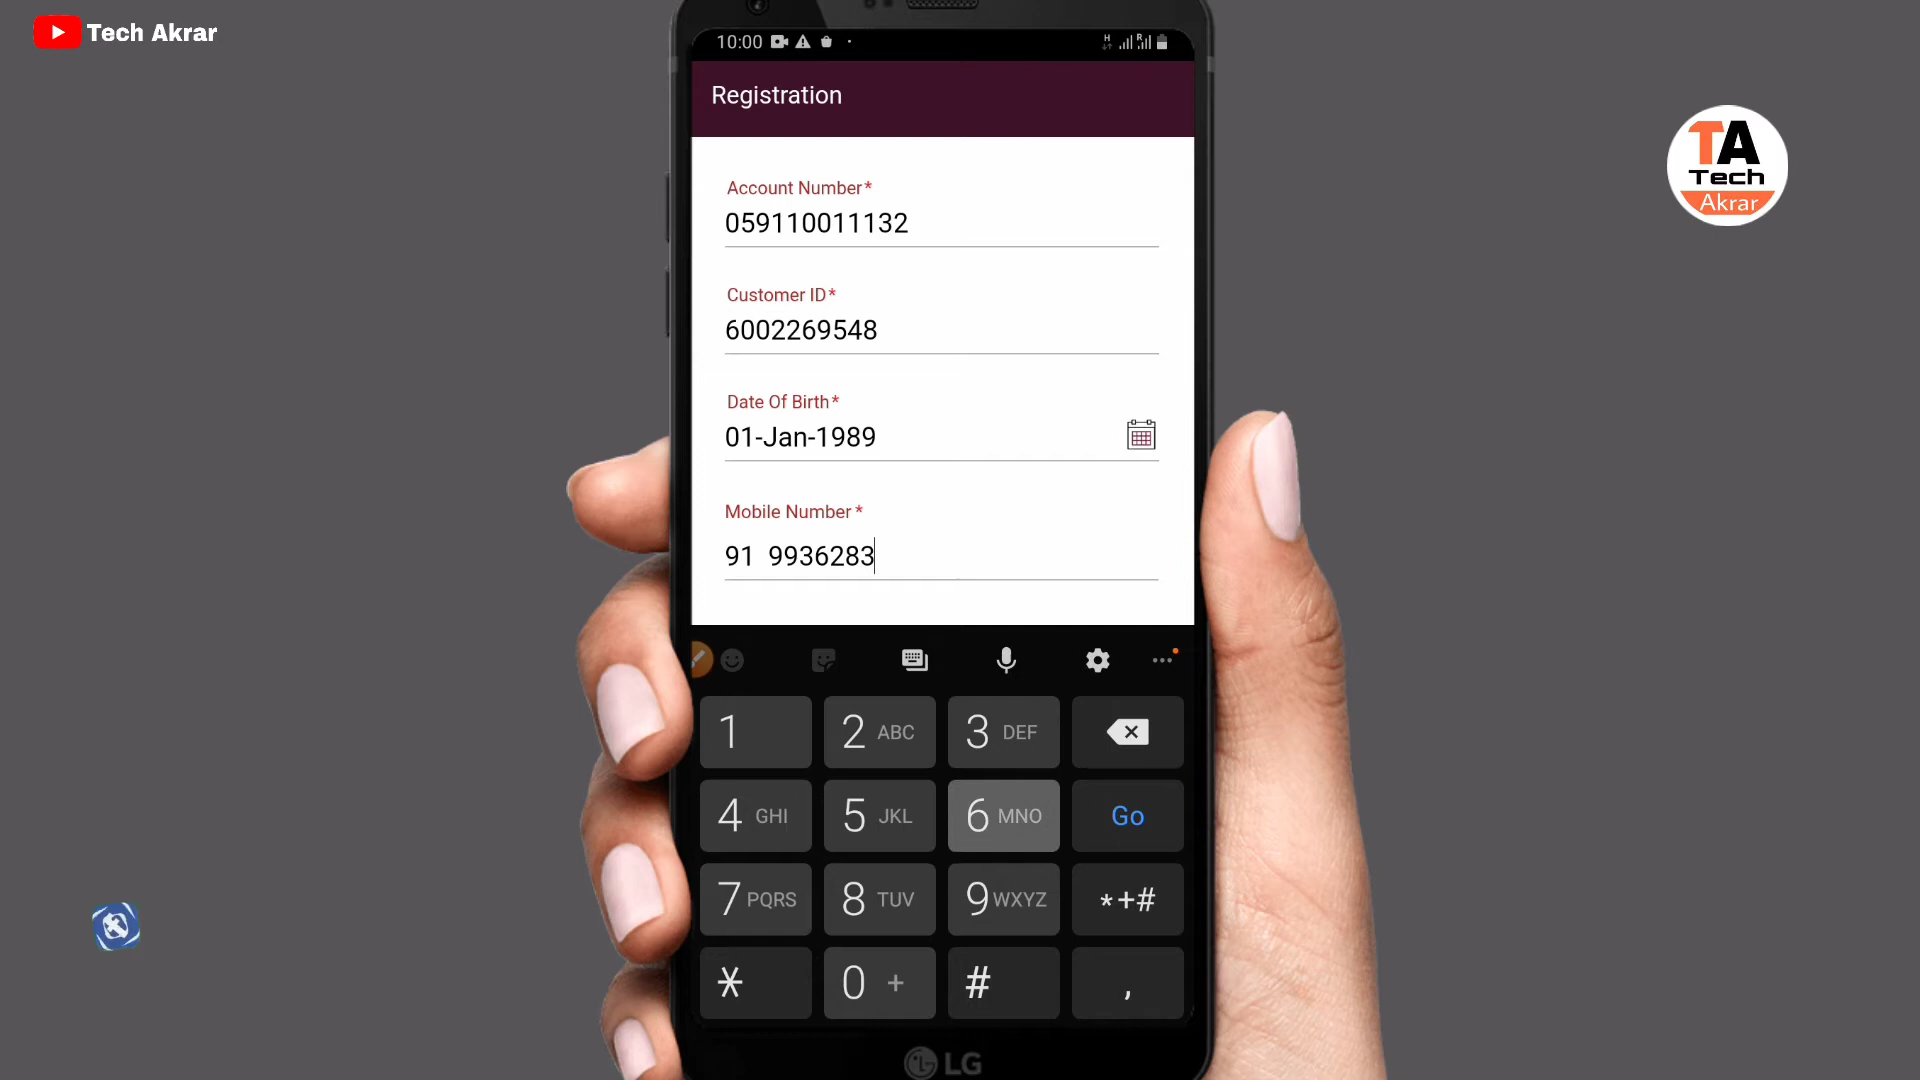 Tech Akrar
10:00
Registration
TA
Tech
Akrar
Account Number*
059110011132
Customer ID*
6002269548
Date Of Birth*
01-Jan-1989
Mobile Number *
91 9936283
1 2 ABC 3 DEF
4 GHI 5 JKL 6 MNO Go
7 PQRS 8 TUV 9 WXYZ *+#
* 0 + # ,
LG